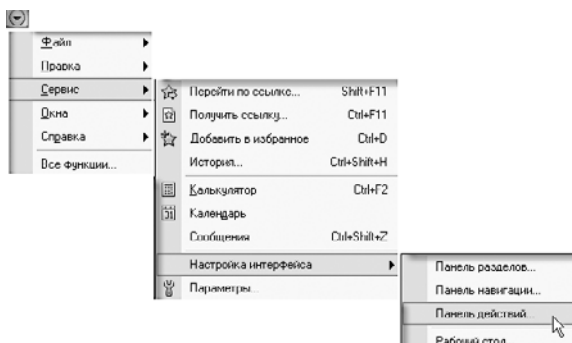 Файл
Правка
Сервис
Окна
Справка
Все функции...
Перейти по ссылке... Shift+F11
Получить ссылку... Ctrl+F11
Добавить в избранное Ctrl+D
История... Ctrl+Shift+H
Калькулятор Ctrl+F2
31 Календарь
Сообщения Ctrl+Shift+Z
Настройка интерфейса
Параметры...
Панель разделов...
Панель навигации...
Панель действий...
Рабочий стол